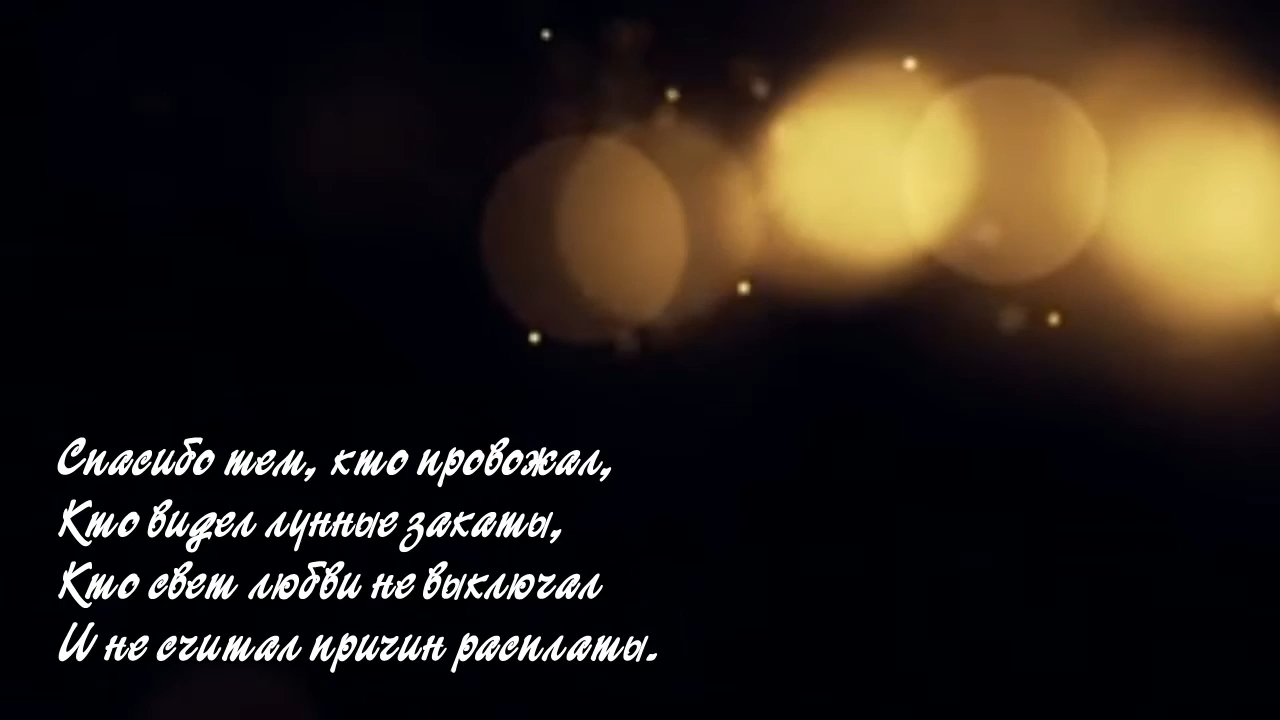 Спасибо тем, кто провожал,
Кто видел лунные закаты,
Кто свет любви не выключал
И не считал причин расплаты.